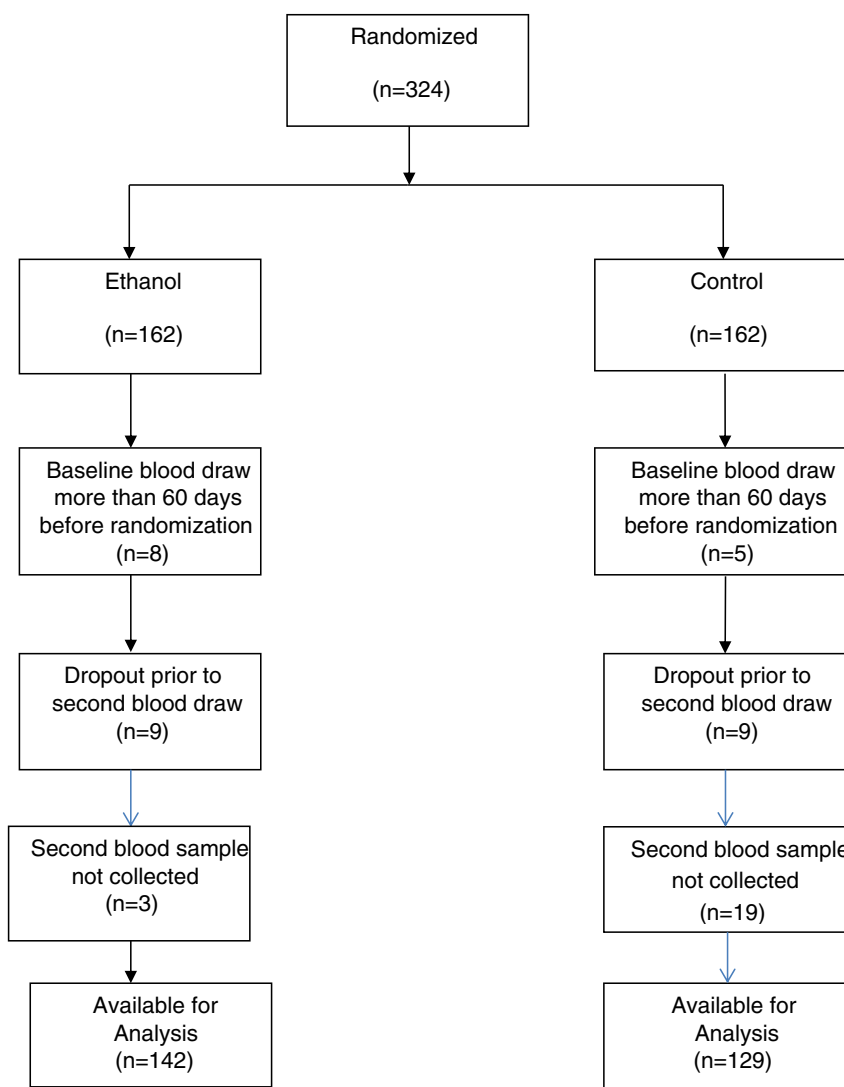 Randomized
(n=324)
Ethanol
(n=162)
Control
(n=162)
Baseline blood draw
more than 60 days
before randomization
(n=8)
Baseline blood draw
more than 60 days
before randomization
(n=5)
Dropout prior to
second blood draw
(n=9)
Dropout prior to
second blood draw
(n=9)
Second blood sample
not collected
(n=3)
Second blood sample
not collected
(n=19)
Available for
Analysis
(n=142)
Available for
Analysis
(n=129)